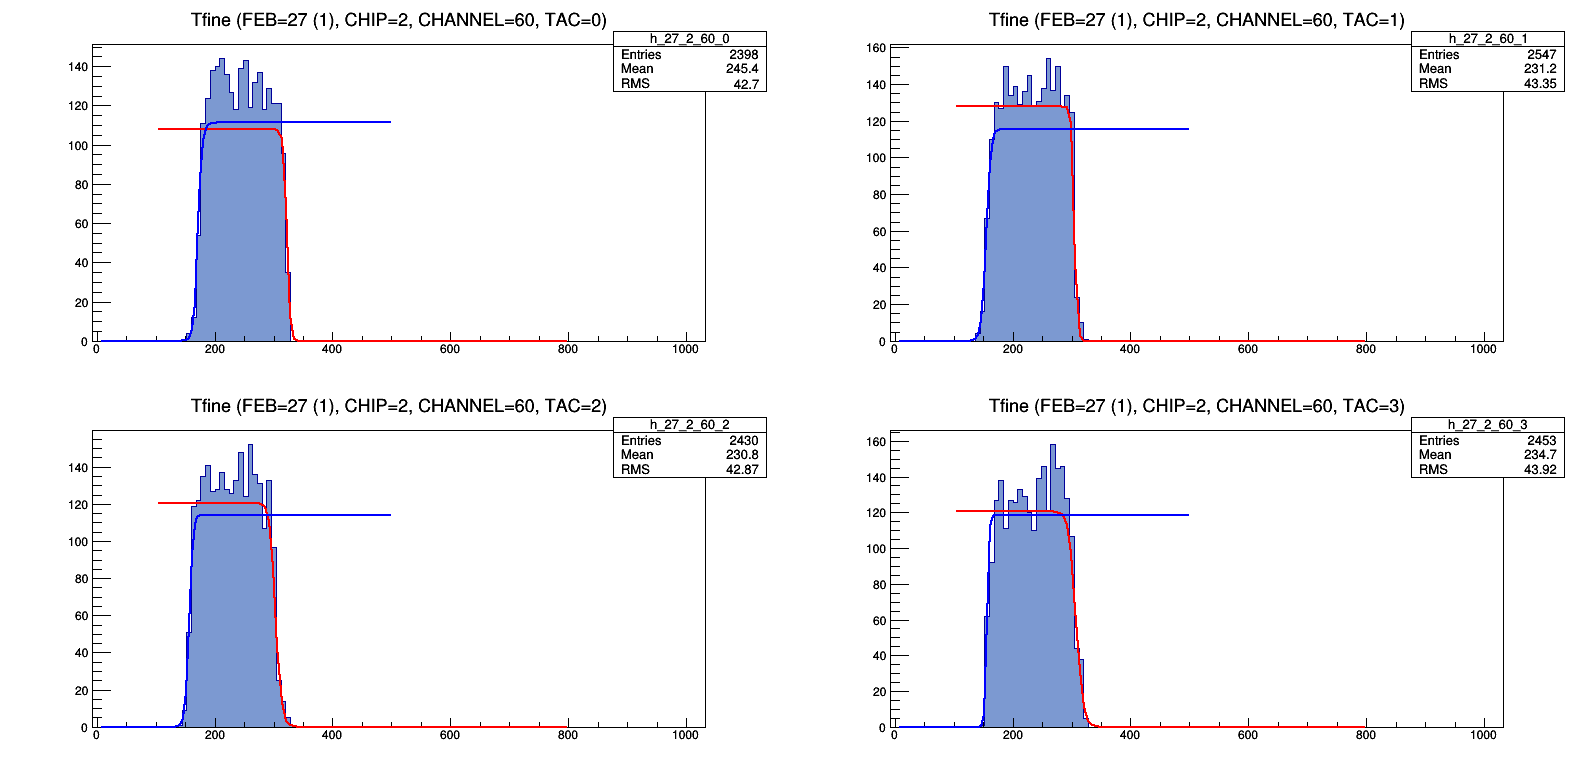 Tfine (FEB=27 (1), CHIP=2, CHANNEL=60, TAC=0)
h_27_2_60_0
Entries 2398
Mean 245.4
RMS 42.7
140
120
100
80
60
40
20
0
0 200 400 600 800 1000
Tfine (FEB=27 (1), CHIP=2, CHANNEL=60, TAC=1)
h_27_2_60_1
Entries 2547
Mean 231.2
RMS 43.35
160
140
120
100
80
60
40
20
0
0 200 400 600 800 1000
Tfine (FEB=27 (1), CHIP=2, CHANNEL=60, TAC=2)
h_27_2_60_2
Entries 2430
Mean 230.8
RMS 42.87
140
120
100
80
60
40
20
0
0 200 400 600 800 1000
Tfine (FEB=27 (1), CHIP=2, CHANNEL=60, TAC=3)
h_27_2_60_3
Entries 2453
Mean 234.7
RMS 43.92
160
140
120
100
80
60
40
20
0
0 200 400 600 800 1000